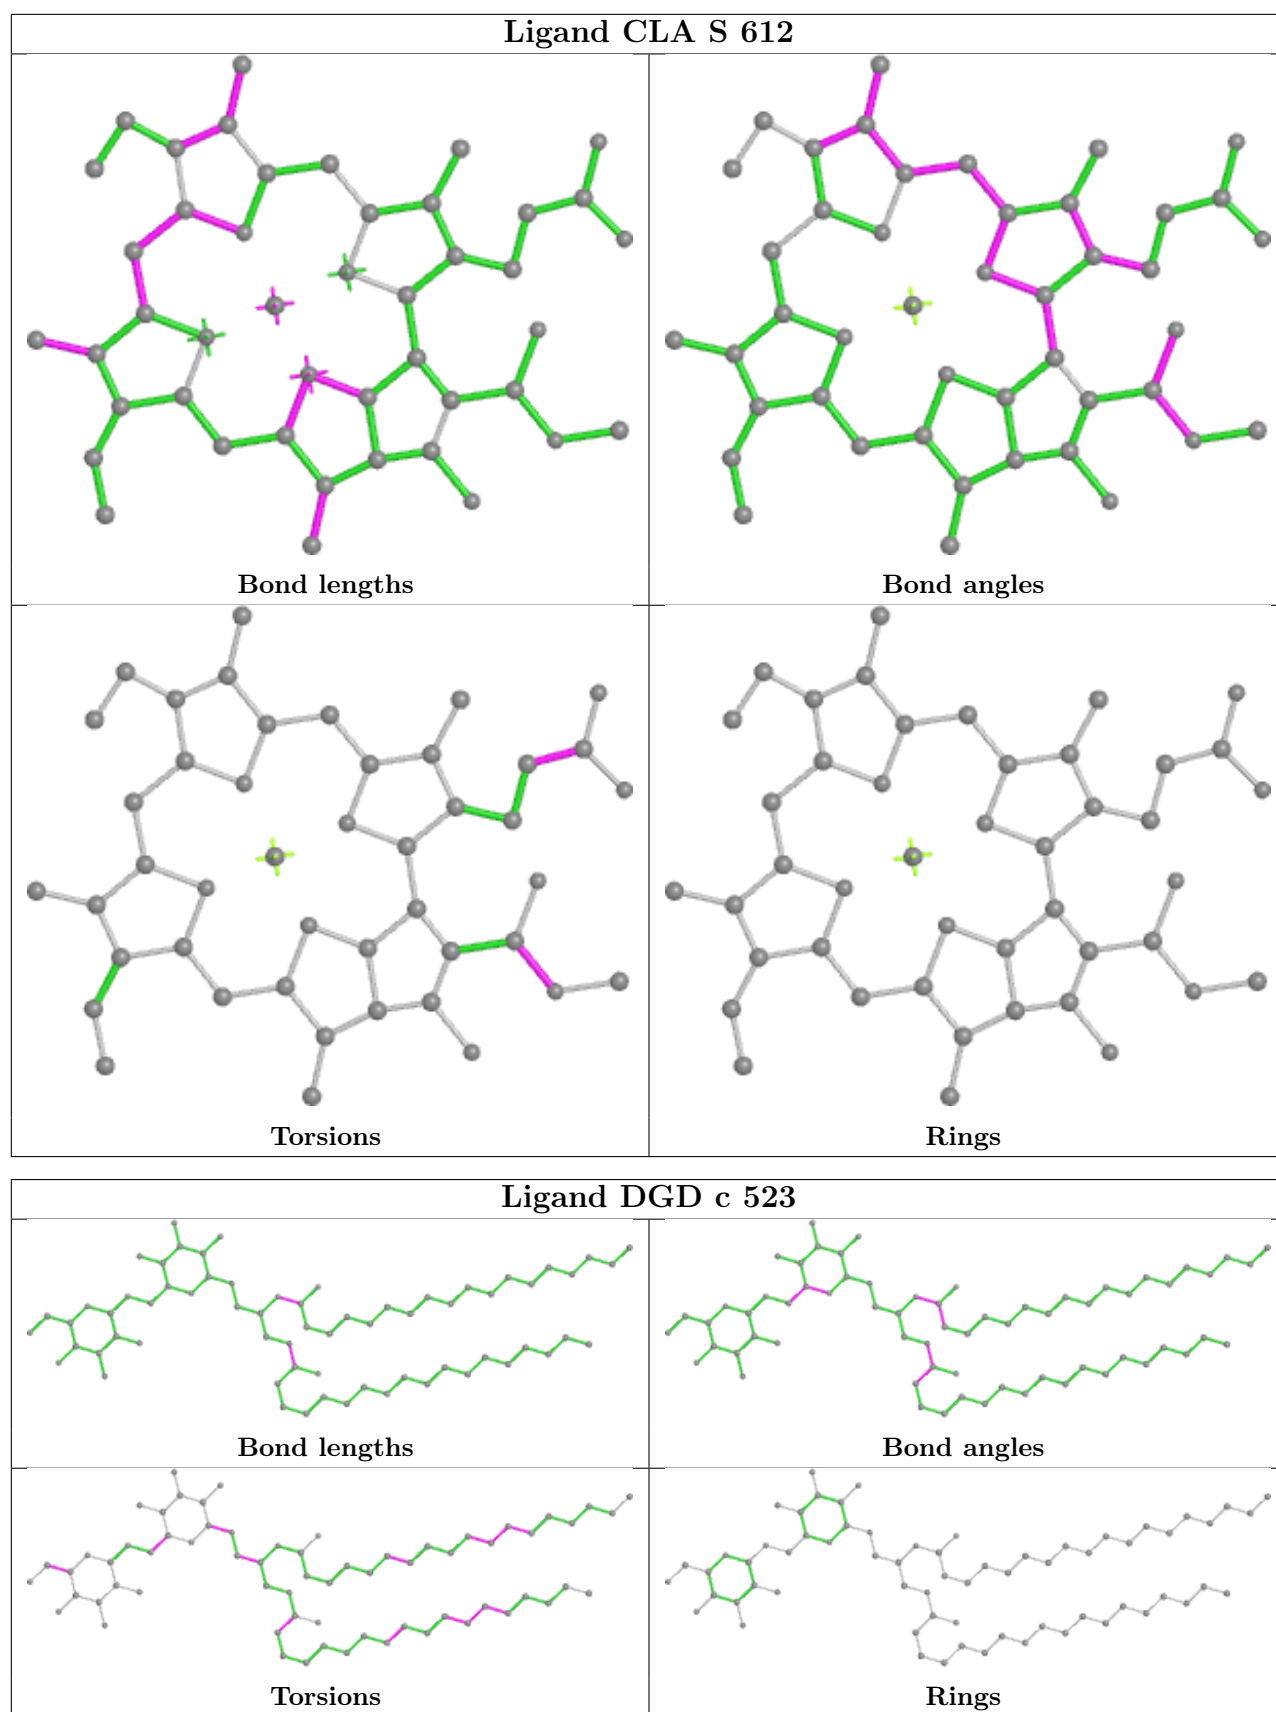 Ligand CLA S 612
Bond lengths
Bond angles
Torsions
Rings
Ligand DGD c 523
Bond lengths
Bond angles
Torsions
Rings